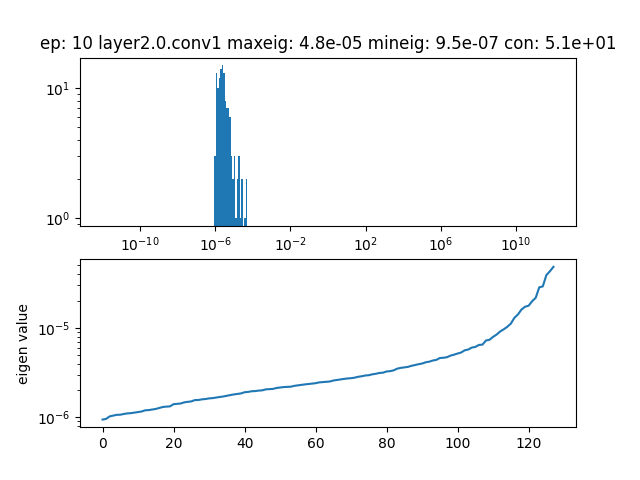 ep: 10 layer2.0.conv1 maxeig: 4.8e-05 mineig: 9.5e-07 con: 5.1e+01
10¹
10⁰
10⁻¹⁰ 10⁻⁶ 10⁻² 10² 10⁶ 10¹⁰
eigen value
10⁻⁵
10⁻⁶
0 20 40 60 80 100 120